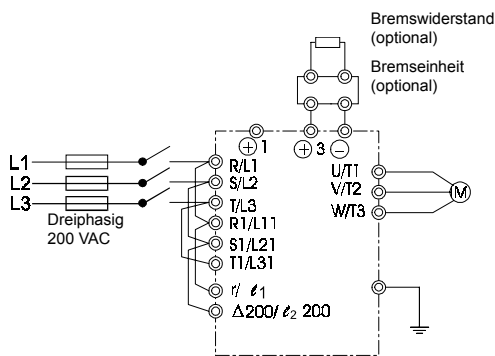 Bremswiderstand
(optional)
Bremseinheit
(optional)
+ 1
+ 3 −
L1
L2
L3
Dreiphasig
200 VAC
R/L1
S/L2
T/L3
R1/L11
S1/L21
T1/L31
r/ ℓ1
Δ200/ ℓ2 200
U/T1
V/T2
W/T3
M